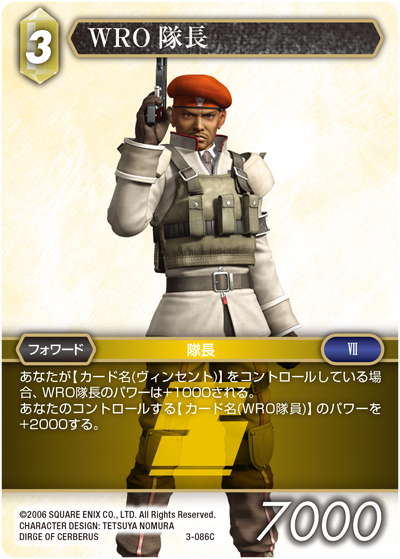 3
WRO 隊長
フォワード
隊長
VII
あなたが【カード名(ヴィンセント)】をコントロールしている場
合、WRO隊長のパワーは+1000される。
あなたのコントロールする【カード名(WRO隊員)】のパワーを
+2000する。
©2006 SQUARE ENIX CO., LTD. All Rights Reserved.
CHARACTER DESIGN: TETSUYA NOMURA
DIRGE OF CERBERUS
3-086C
7000